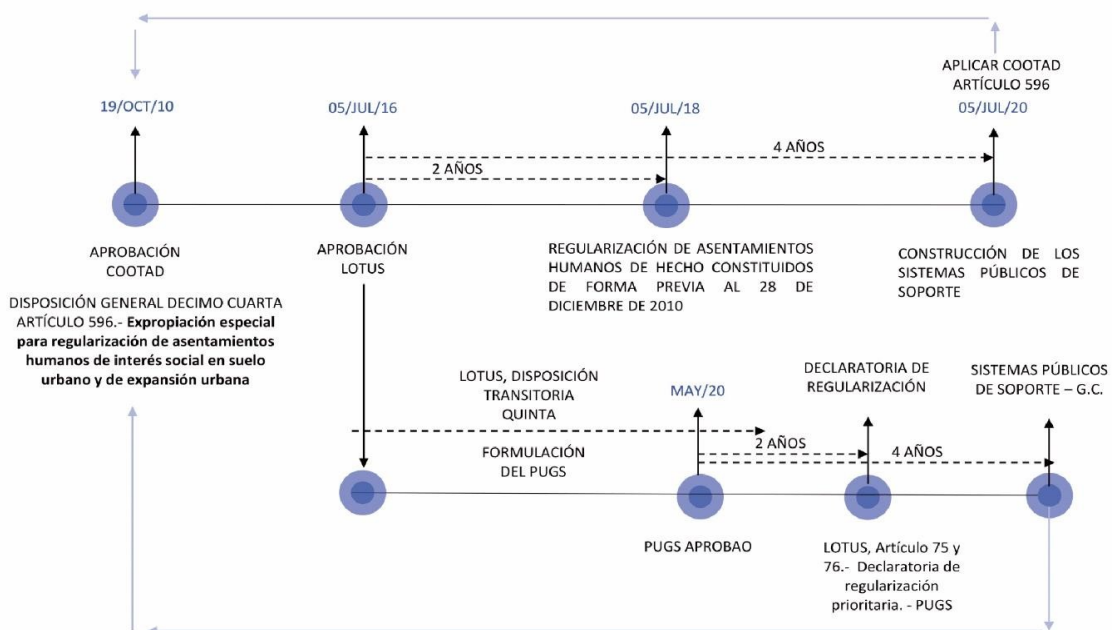 APLICAR COOTAD
ARTÍCULO 596
19/OCT/10
05/JUL/16
05/JUL/18
05/JUL/20
4 AÑOS
2 AÑOS
APROBACIÓN
COOTAD
DISPOSICIÓN GENERAL DECIMO CUARTA
ARTÍCULO 596.- Expropiación especial
para regularización de asentamientos
humanos de interés social en suelo
urbano y de expansión urbana
APROBACIÓN
LOTUS
REGULARIZACIÓN DE ASENTAMIENTOS
HUMANOS DE HECHO CONSTITUIDOS
DE FORMA PREVIA AL 28 DE
DICIEMBRE DE 2010
CONSTRUCCIÓN DE LOS
SISTEMAS PÚBLICOS DE
SOPORTE
LOTUS, DISPOSICIÓN
TRANSITORIA
QUINTA
FORMULACIÓN
DEL PUGS
MAY/20
DECLARATORIA DE
REGULARIZACIÓN
SISTEMAS PÚBLICOS
DE SOPORTE – G.C.
2 AÑOS
4 AÑOS
PUGS APROBAO
LOTUS, Artículo 75 y
76.- Declaratoria de
regularización
prioritaria. - PUGS